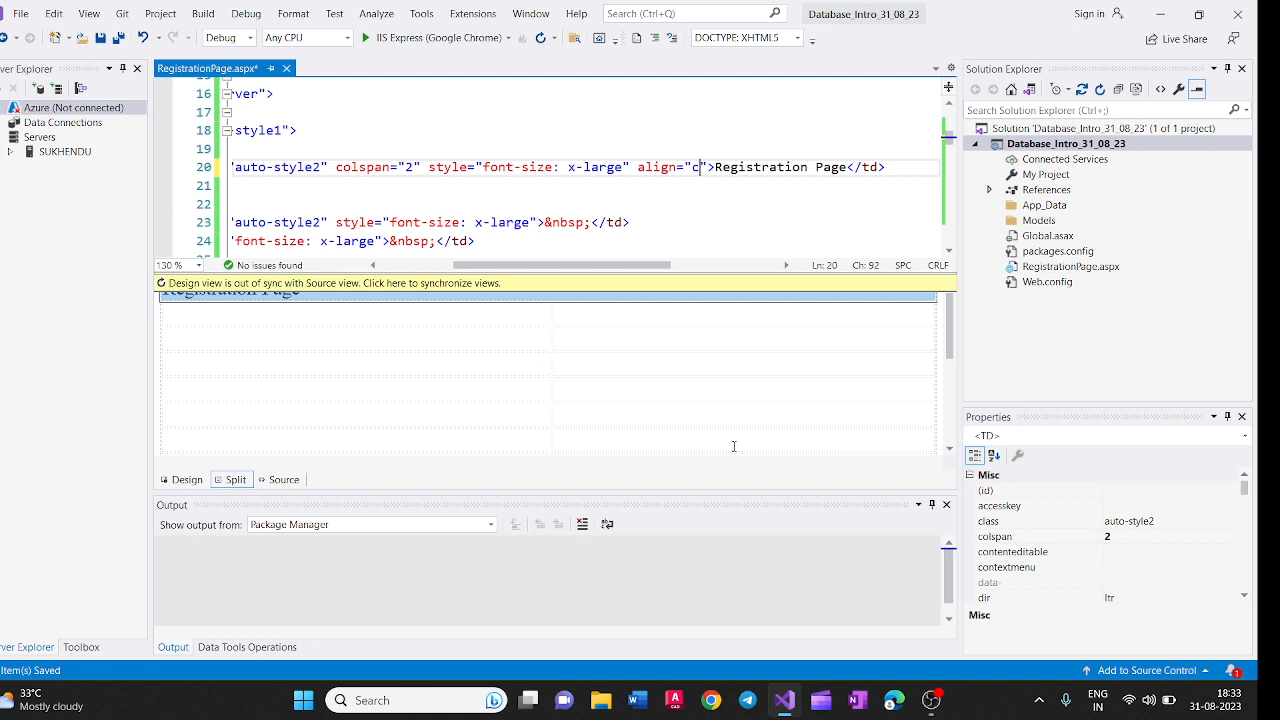 File Edit View Git Project Build Debug Format Table Analyze Tools Extensions Window Help Search (Ctrl+Q) Database_Intro_31_08_23 Sign in
Debug Any CPU IIS Express (Google Chrome) DOCTYPE: XHTML5 Live Share
ver Explorer
Azure (Not connected)
Data Connections
Servers
SUKHENDU
RegistrationPage.aspx*
16 ver">
17
18 style1">
19
20 "auto-style2" colspan="2" style="font-size: x-large" align="c">Registration Page</td>
21
22
23 "auto-style2" style="font-size: x-large">&nbsp;</td>
24 "font-size: x-large">&nbsp;</td>
130 % No issues found Ln: 20 Ch: 92 SPC CRLF
Design view is out of sync with Source view. Click here to synchronize views.
Registration Page
Design Split Source
Output
Show output from: Package Manager
ver Explorer Toolbox
Output Data Tools Operations
Solution Explorer
Search Solution Explorer (Ctrl+;)
Solution 'Database_Intro_31_08_23' (1 of 1 project)
Database_Intro_31_08_23
Connected Services
My Project
References
App_Data
Models
Global.asax
packages.config
RegistrationPage.aspx
Web.config
Properties
<TD>
Misc
(id)
accesskey
class auto-style2
colspan 2
contenteditable
contextmenu
data-
dir ltr
Misc
Item(s) Saved Add to Source Control 1
33°C
Mostly cloudy
Search
ENG
IN
18:33
31-08-2023